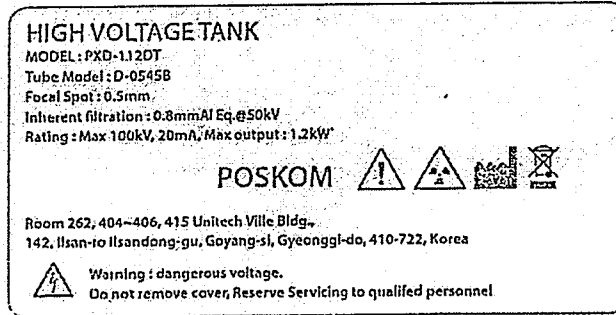 HIGH VOLTAGE TANK
MODEL : PXD-1.12DT
Tube Model : D-0545B
Focal Spot : 0.5mm
Inherent filtration : 0.8mmAl Eq.@50kV
Rating : Max 100kV, 20mA, Max output : 1.2kW
POSKOM
Room 262, 404~406, 415 Unitech Ville Bldg.,
142, Ilsan-ro Ilsandong-gu, Goyang-si, Gyeonggi-do, 410-722, Korea
Warning : dangerous voltage.
Do not remove cover, Reserve Servicing to qualifed personnel